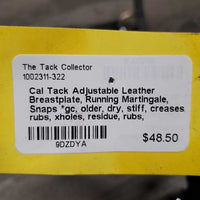 The Tack Collector
1002311-322
Cal Tack Adjustable Leather
Breastplate, Running Martingale,
Snaps *gc, older, dry, stiff, creases
rubs, xholes, residue, rubs,
9DZDYA
$48.50